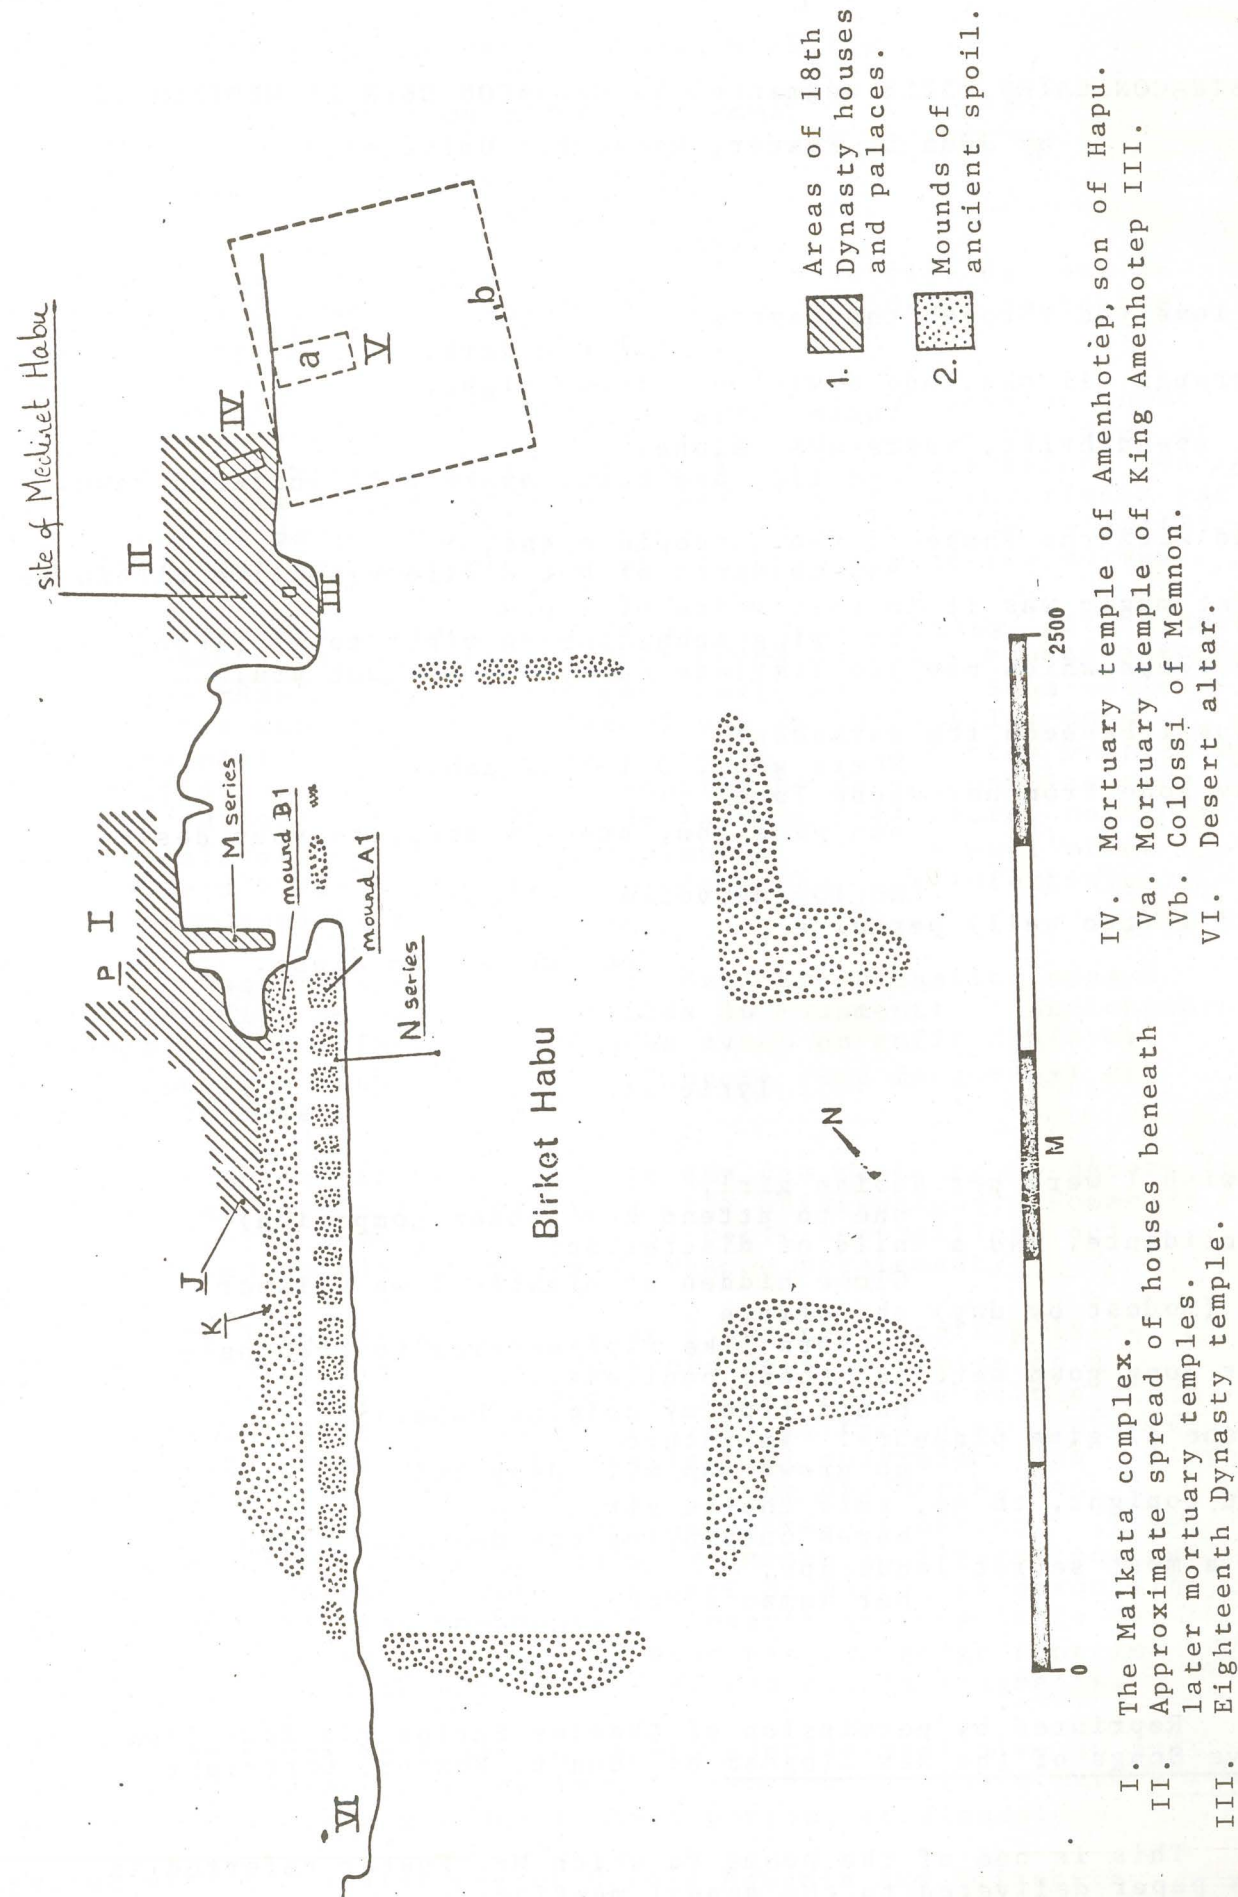 site of Medinet Habu
II
IV
III
a
V
b
I
P
M series
mound B1
mound A1
N series
J
K
Birket Habu
N
VI
0
M
2500
1. Areas of 18th
Dynasty houses
and palaces.
2. Mounds of
ancient spoil.
I. The Malkata complex.
II. Approximate spread of houses beneath
later mortuary temples.
III. Eighteenth Dynasty temple.
IV. Mortuary temple of Amenhotep, son of Hapu.
Va. Mortuary temple of King Amenhotep III.
Vb. Colossi of Memnon.
VI. Desert altar.